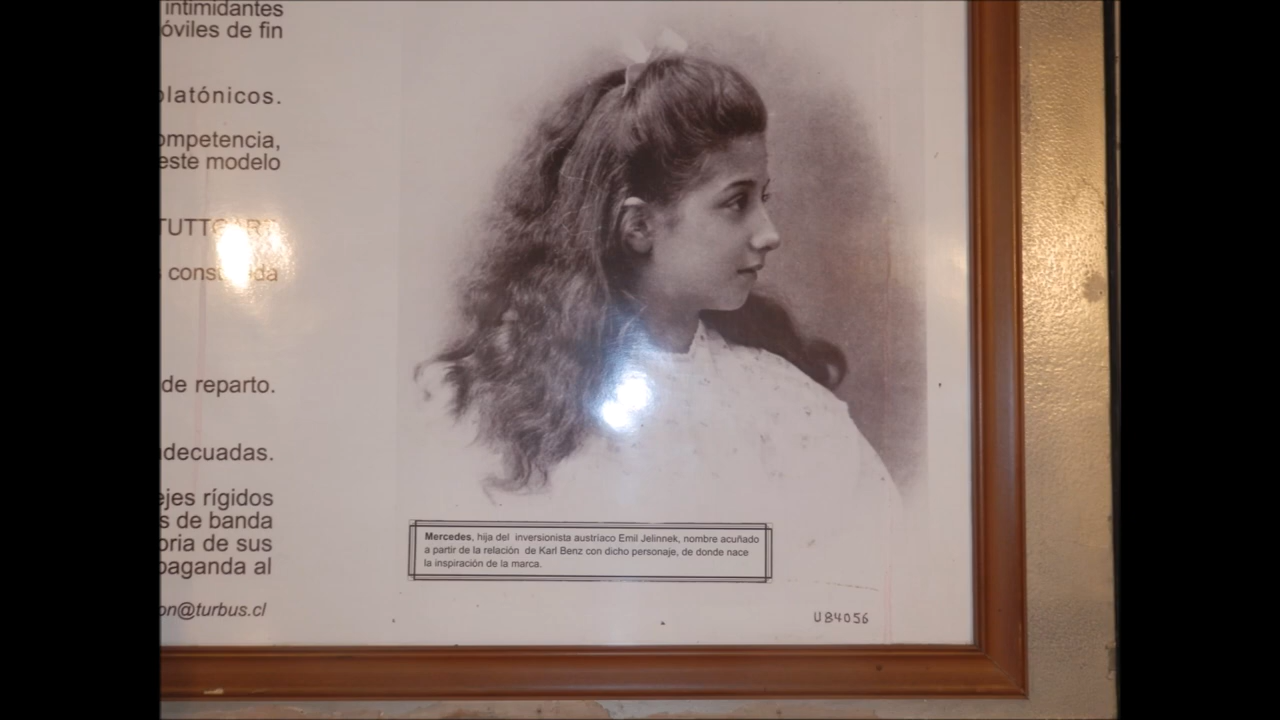 intimidantes
óviles de fin
latónicos.
ompetencia,
este modelo
de reparto.
decuadas.
ejes rígidos
s de banda
oria de sus
paganda al
on@turbus.cl
Mercedes, hija del inversionista austriaco Emil Jelinnek, nombre acuñado
a partir de la relación de Karl Benz con dicho personaje, de donde nace
la inspiración de la marca.
U84056